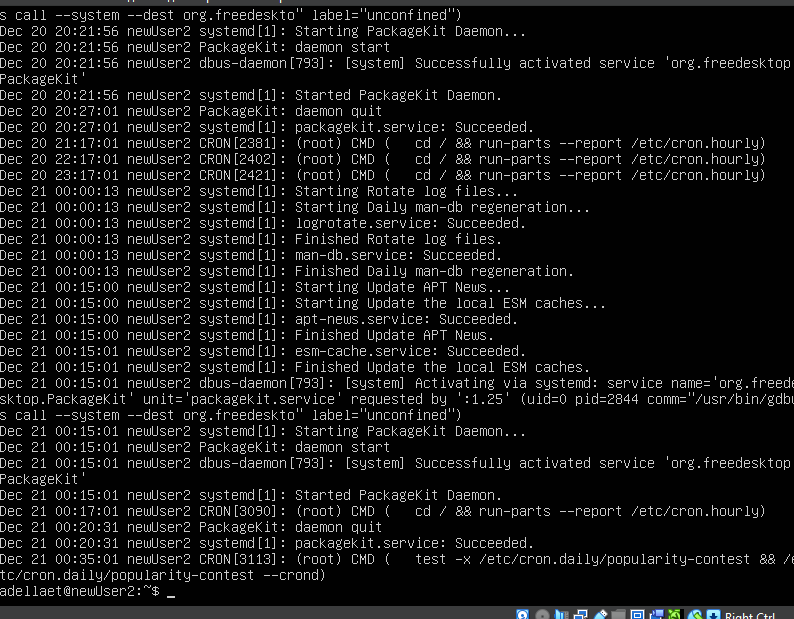 s call --system --dest org.freedeskto" label="unconfined")
Dec 20 20:21:56 newUser2 systemd[1]: Starting PackageKit Daemon...
Dec 20 20:21:56 newUser2 PackageKit: daemon start
Dec 20 20:21:56 newUser2 dbus-daemon[793]: [system] Successfully activated service 'org.freedesktop
PackageKit'
Dec 20 20:21:56 newUser2 systemd[1]: Started PackageKit Daemon.
Dec 20 20:27:01 newUser2 PackageKit: daemon quit
Dec 20 20:27:01 newUser2 systemd[1]: packagekit.service: Succeeded.
Dec 20 21:17:01 newUser2 CRON[2381]: (root) CMD (   cd / && run-parts --report /etc/cron.hourly)
Dec 20 22:17:01 newUser2 CRON[2402]: (root) CMD (   cd / && run-parts --report /etc/cron.hourly)
Dec 20 23:17:01 newUser2 CRON[2421]: (root) CMD (   cd / && run-parts --report /etc/cron.hourly)
Dec 21 00:00:13 newUser2 systemd[1]: Starting Rotate log files...
Dec 21 00:00:13 newUser2 systemd[1]: Starting Daily man-db regeneration...
Dec 21 00:00:13 newUser2 systemd[1]: logrotate.service: Succeeded.
Dec 21 00:00:13 newUser2 systemd[1]: Finished Rotate log files.
Dec 21 00:00:13 newUser2 systemd[1]: man-db.service: Succeeded.
Dec 21 00:00:13 newUser2 systemd[1]: Finished Daily man-db regeneration.
Dec 21 00:15:00 newUser2 systemd[1]: Starting Update APT News...
Dec 21 00:15:00 newUser2 systemd[1]: Starting Update the local ESM caches...
Dec 21 00:15:00 newUser2 systemd[1]: apt-news.service: Succeeded.
Dec 21 00:15:00 newUser2 systemd[1]: Finished Update APT News.
Dec 21 00:15:01 newUser2 systemd[1]: esm-cache.service: Succeeded.
Dec 21 00:15:01 newUser2 systemd[1]: Finished Update the local ESM caches.
Dec 21 00:15:01 newUser2 dbus-daemon[793]: [system] Activating via systemd: service name='org.freede
sktop.PackageKit' unit='packagekit.service' requested by ':1.25' (uid=0 pid=2844 comm="/usr/bin/gdbu
s call --system --dest org.freedeskto" label="unconfined")
Dec 21 00:15:01 newUser2 systemd[1]: Starting PackageKit Daemon...
Dec 21 00:15:01 newUser2 PackageKit: daemon start
Dec 21 00:15:01 newUser2 dbus-daemon[793]: [system] Successfully activated service 'org.freedesktop
PackageKit'
Dec 21 00:15:01 newUser2 systemd[1]: Started PackageKit Daemon.
Dec 21 00:17:01 newUser2 CRON[3090]: (root) CMD (   cd / && run-parts --report /etc/cron.hourly)
Dec 21 00:20:31 newUser2 PackageKit: daemon quit
Dec 21 00:20:31 newUser2 systemd[1]: packagekit.service: Succeeded.
Dec 21 00:35:01 newUser2 CRON[3113]: (root) CMD (   test -x /etc/cron.daily/popularity-contest && /e
tc/cron.daily/popularity-contest --crond)
adellaet@newUser2:~$ _
Right Ctrl